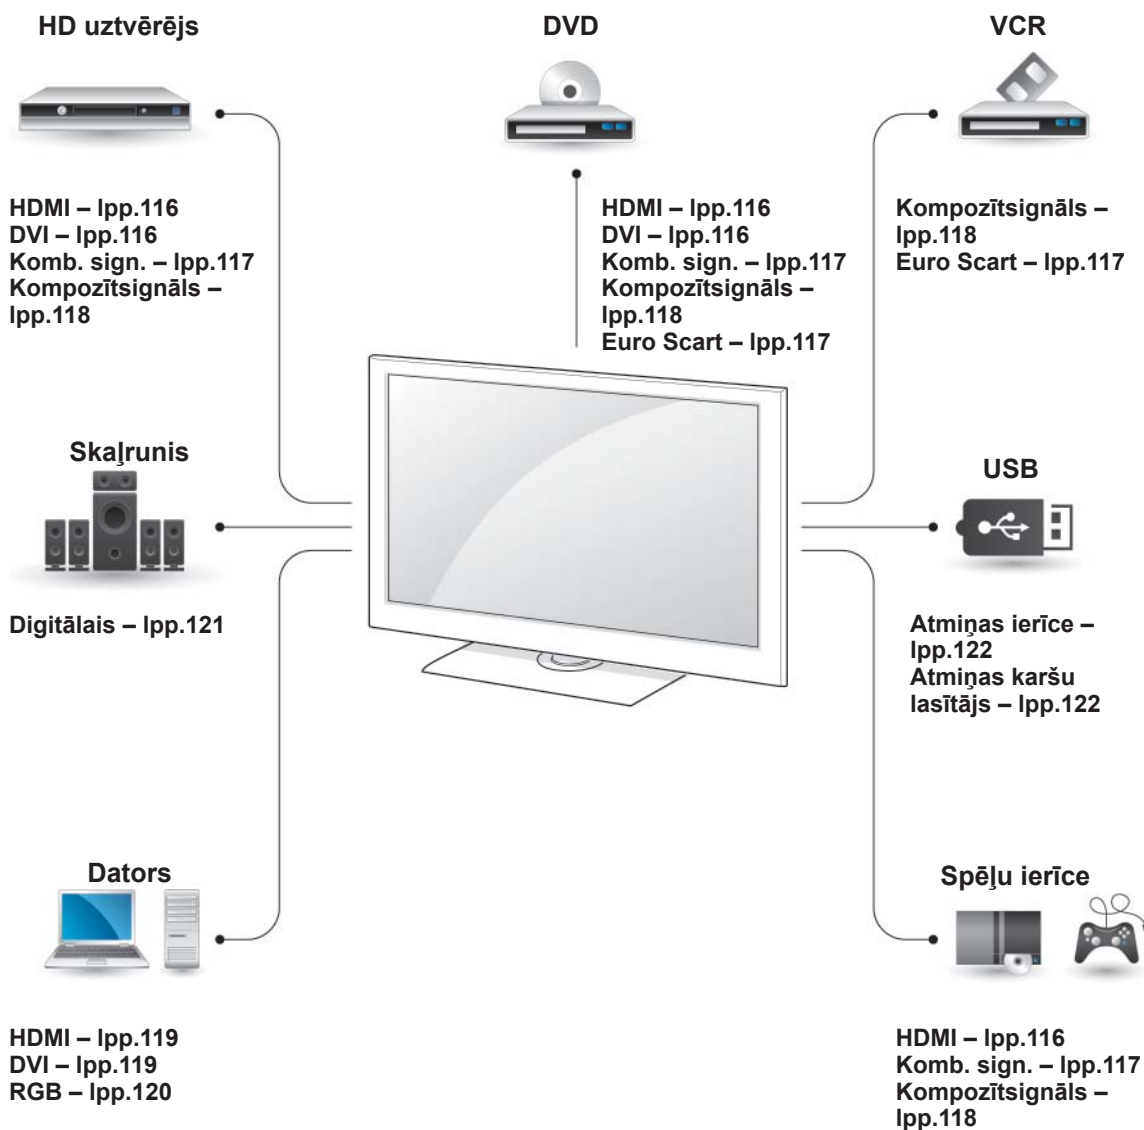 HD uztvērējs
HDMI – lpp.116
DVI – lpp.116
Komb. sign. – lpp.117
Kompozītsignāls –
lpp.118
DVD
HDMI – lpp.116
DVI – lpp.116
Komb. sign. – lpp.117
Kompozītsignāls –
lpp.118
Euro Scart – lpp.117
VCR
Kompozītsignāls –
lpp.118
Euro Scart – lpp.117
Skaļrunis
Digitālais – lpp.121
USB
Atmiņas ierīce –
lpp.122
Atmiņas karšu
lasītājs – lpp.122
Dators
HDMI – lpp.119
DVI – lpp.119
RGB – lpp.120
Spēļu ierīce
HDMI – lpp.116
Komb. sign. – lpp.117
Kompozītsignāls –
lpp.118